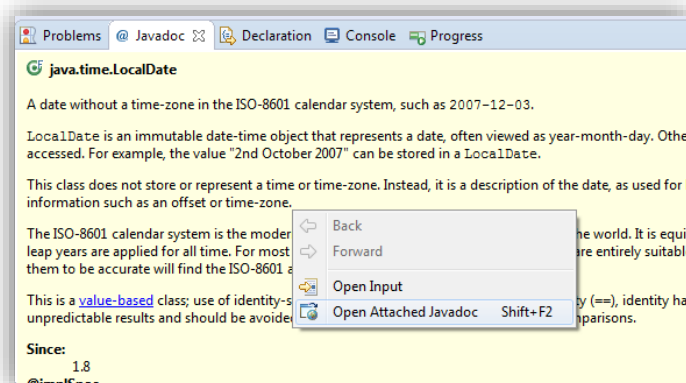 Problems @ Javadoc Declaration Console Progress
java.time.LocalDate
A date without a time-zone in the ISO-8601 calendar system, such as 2007-12-03.
LocalDate is an immutable date-time object that represents a date, often viewed as year-month-day. Othe
accessed. For example, the value "2nd October 2007" can be stored in a LocalDate.
This class does not store or represent a time or time-zone. Instead, it is a description of the date, as used for
information such as an offset or time-zone.
The ISO-8601 calendar system is the moder he world. It is equi
leap years are applied for all time. For most are entirely suitabl
them to be accurate will find the ISO-8601 a
This is a value-based class; use of identity-s ty (==), identity ha
unpredictable results and should be avoide nparisons.
Back
Forward
Open Input
Open Attached Javadoc Shift+F2
Since:
1.8